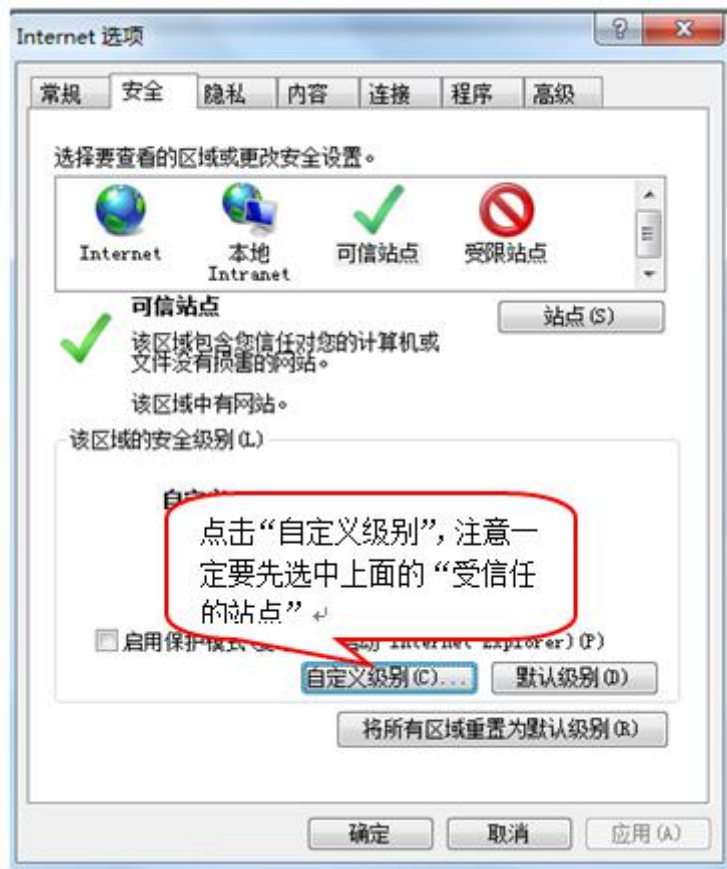 Internet 选项
常规 安全 隐私 内容 连接 程序 高级
选择要查看的区域或更改安全设置。
Internet 本地 Intranet 可信站点 受限站点
可信站点
站点(S)
该区域包含您信任对您的计算机或
文件没有损害的网站。
该区域中有网站。
该区域的安全级别(L)
点击“自定义级别”,注意一
定要先选中上面的“受信任
的站点”
启用保护模式 Internet Explorer)(P)
自定义级别(C)... 默认级别(D)
将所有区域重置为默认级别(R)
确定 取消 应用(A)